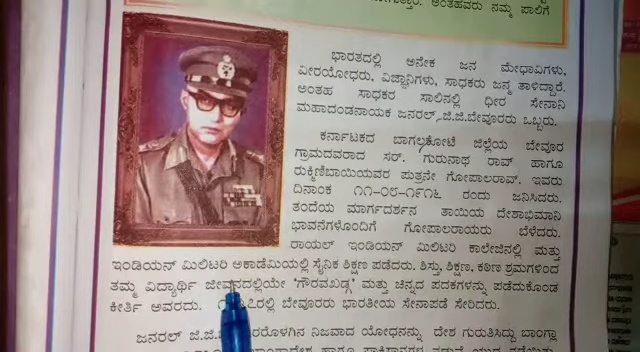 ಅಂತಹವರು ನಮ್ಮ ಪಾಲಿಗೆ
ಭಾರತದಲ್ಲಿ ಅನೇಕ ಜನ ಮೇಧಾವಿಗಳು,
ವೀರಯೋಧರು, ವಿಜ್ಞಾನಿಗಳು, ಸಾಧಕರು ಜನ್ಮ ತಾಳಿದ್ದಾರೆ.
ಅಂತಹ ಸಾಧಕರ ಸಾಲಿನಲ್ಲಿ ಧೀರ ಸೇನಾನಿ
ಮಹಾದಂಡನಾಯಕ ಜನರಲ್ ಜಿ.ಜಿ.ಬೇವೂರರು ಒಬ್ಬರು.
ಕರ್ನಾಟಕದ ಬಾಗಲಕೋಟಿ ಜಿಲ್ಲೆಯ ಬೇವೂರ
ಗ್ರಾಮದವರಾದ ಸರ್. ಗುರುನಾಥ ರಾವ್ ಹಾಗೂ
ರುಕ್ಮಿಣಿಬಾಯಿಯವರ ಪುತ್ರನೇ ಗೋಪಾಲರಾವ್. ಇವರು
ದಿನಾಂಕ ೧೧-೦೮-೧೯೧೬ ರಂದು ಜನಿಸಿದರು.
ತಂದೆಯ ಮಾರ್ಗದರ್ಶನ ತಾಯಿಯ ದೇಶಾಭಿಮಾನಿ
ಭಾವನೆಗಳೊಂದಿಗೆ ಗೋಪಾಲರಾಯರು ಬೆಳೆದರು.
ರಾಯಲ್ ಇಂಡಿಯನ್ ಮಿಲಿಟರಿ ಕಾಲೇಜಿನಲ್ಲಿ ಮತ್ತು
ಇಂಡಿಯನ್ ಮಿಲಿಟರಿ ಅಕಾಡೆಮಿಯಲ್ಲಿ ಸೈನಿಕ ಶಿಕ್ಷಣ ಪಡೆದರು. ಶಿಸ್ತು, ಶಿಕ್ಷಣ, ಕಠಿಣ ಶ್ರಮಗಳಿಂದ
ತಮ್ಮ ವಿದ್ಯಾರ್ಥಿ ಜೀವನದಲ್ಲಿಯೇ 'ಗೌರವಖಡ್ಗ' ಮತ್ತು ಚಿನ್ನದ ಪದಕಗಳನ್ನು ಪಡೆದುಕೊಂಡ
ಕೀರ್ತಿ ಅವರದು. ಬೇವೂರರು ಭಾರತೀಯ ಸೇನಾಪಡೆ ಸೇರಿದರು.
ಜನರಲ್ ಜಿ.ಜಿ. ನಿಜವಾದ ಯೋಧನನ್ನು ದೇಶ ಗುರುತಿಸಿದ್ದು ಬಾಂಗ್ಲಾ